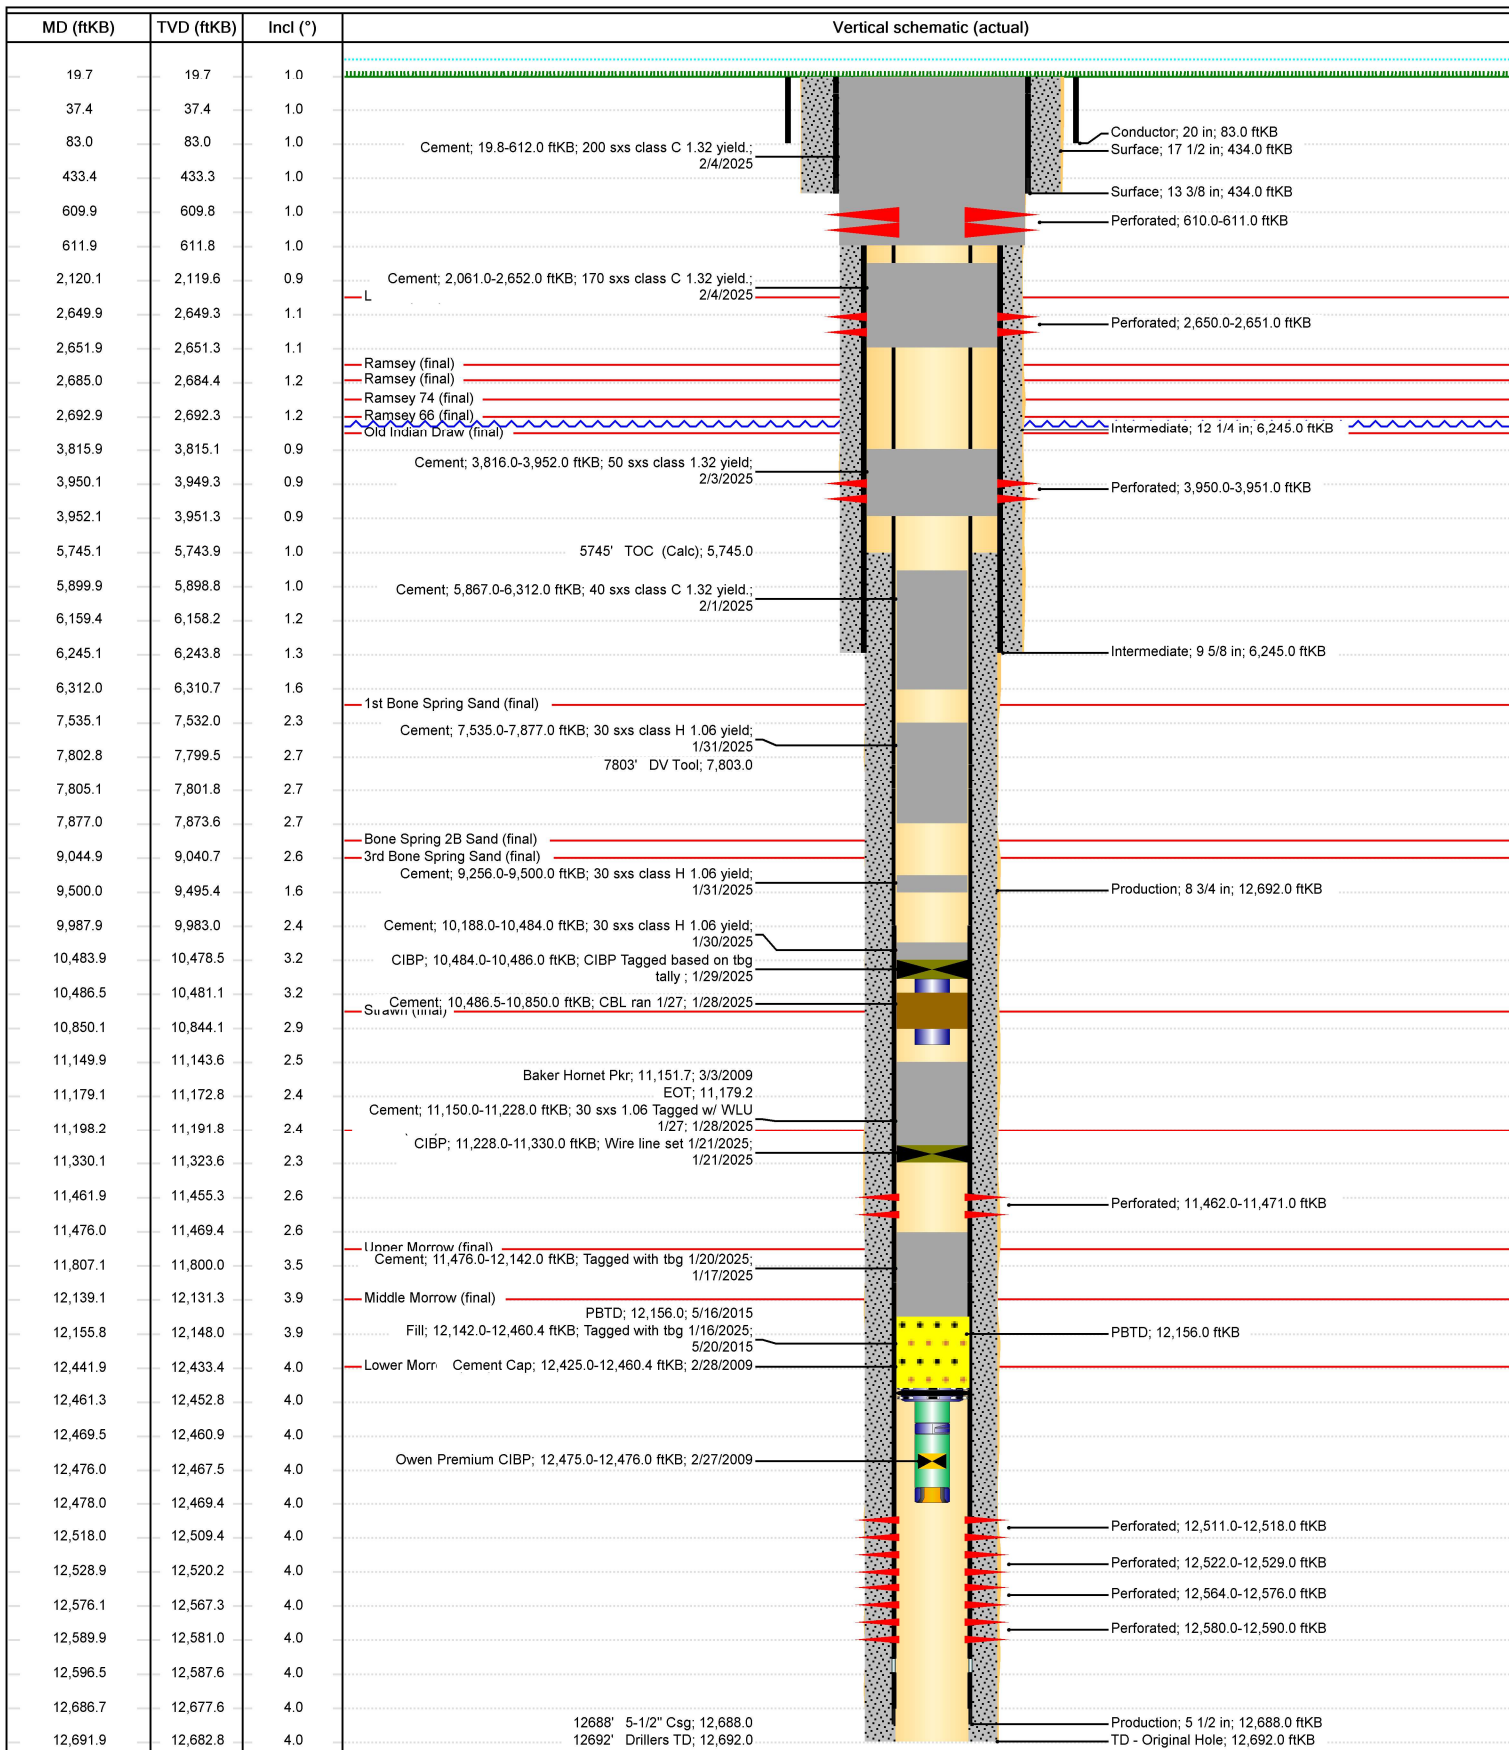 MD (ftKB) TVD (ftKB) Incl (°) Vertical schematic (actual)
19.7 19.7 1.0
37.4 37.4 1.0
83.0 83.0 1.0
433.4 433.3 1.0
609.9 609.8 1.0
611.9 611.8 1.0
2,120.1 2,119.6 0.9
2,649.9 2,649.3 1.1
2,651.9 2,651.3 1.1
2,685.0 2,684.4 1.2
2,692.9 2,692.3 1.2
3,815.9 3,815.1 0.9
3,950.1 3,949.3 0.9
3,952.1 3,951.3 0.9
5,745.1 5,743.9 1.0
5,899.9 5,898.8 1.0
6,159.4 6,158.2 1.2
6,245.1 6,243.8 1.3
6,312.0 6,310.7 1.6
7,535.1 7,532.0 2.3
7,802.8 7,799.5 2.7
7,805.1 7,801.8 2.7
7,877.0 7,873.6 2.7
9,044.9 9,040.7 2.6
9,500.0 9,495.4 1.6
9,987.9 9,983.0 2.4
10,483.9 10,478.5 3.2
10,486.5 10,481.1 3.2
10,850.1 10,844.1 2.9
11,149.9 11,143.6 2.5
11,179.1 11,172.8 2.4
11,198.2 11,191.8 2.4
11,330.1 11,323.6 2.3
11,461.9 11,455.3 2.6
11,476.0 11,469.4 2.6
11,807.1 11,800.0 3.5
12,139.1 12,131.3 3.9
12,155.8 12,148.0 3.9
12,441.9 12,433.4 4.0
12,461.3 12,452.8 4.0
12,469.5 12,460.9 4.0
12,476.0 12,467.5 4.0
12,478.0 12,469.4 4.0
12,518.0 12,509.4 4.0
12,528.9 12,520.2 4.0
12,576.1 12,567.3 4.0
12,589.9 12,581.0 4.0
12,596.5 12,587.6 4.0
12,686.7 12,677.6 4.0
12,691.9 12,682.8 4.0
Cement; 19.8-612.0 ftKB; 200 sxs class C 1.32 yield.;
2/4/2025
Cement; 2,061.0-2,652.0 ftKB; 170 sxs class C 1.32 yield.;
2/4/2025
L
Ramsey (final)
Ramsey (final)
Ramsey 74 (final)
Ramsey 66 (final)
Old Indian Draw (final)
Cement; 3,816.0-3,952.0 ftKB; 50 sxs class 1.32 yield;
2/3/2025
5745' TOC (Calc); 5,745.0
Cement; 5,867.0-6,312.0 ftKB; 40 sxs class C 1.32 yield.;
2/1/2025
1st Bone Spring Sand (final)
Cement; 7,535.0-7,877.0 ftKB; 30 sxs class H 1.06 yield;
1/31/2025
7803' DV Tool; 7,803.0
Bone Spring 2B Sand (final)
3rd Bone Spring Sand (final)
Cement; 9,256.0-9,500.0 ftKB; 30 sxs class H 1.06 yield;
1/31/2025
Cement; 10,188.0-10,484.0 ftKB; 30 sxs class H 1.06 yield;
1/30/2025
CIBP; 10,484.0-10,486.0 ftKB; CIBP Tagged based on tbg
tally ; 1/29/2025
Cement; 10,486.5-10,850.0 ftKB; CBL ran 1/27; 1/28/2025
Strawn (final)
Baker Hornet Pkr; 11,151.7; 3/3/2009
EOT; 11,179.2
Cement; 11,150.0-11,228.0 ftKB; 30 sxs 1.06 Tagged w/ WLU
1/27; 1/28/2025
CIBP; 11,228.0-11,330.0 ftKB; Wire line set 1/21/2025;
1/21/2025
Upper Morrow (final)
Cement; 11,476.0-12,142.0 ftKB; Tagged with tbg 1/20/2025;
1/17/2025
Middle Morrow (final)
PBTD; 12,156.0; 5/16/2015
Fill; 12,142.0-12,460.4 ftKB; Tagged with tbg 1/16/2025;
5/20/2015
Lower Morr Cement Cap; 12,425.0-12,460.4 ftKB; 2/28/2009
Owen Premium CIBP; 12,475.0-12,476.0 ftKB; 2/27/2009
12688' 5-1/2" Csg; 12,688.0
12692' Drillers TD; 12,692.0
Conductor; 20 in; 83.0 ftKB
Surface; 17 1/2 in; 434.0 ftKB
Surface; 13 3/8 in; 434.0 ftKB
Perforated; 610.0-611.0 ftKB
Perforated; 2,650.0-2,651.0 ftKB
Intermediate; 12 1/4 in; 6,245.0 ftKB
Perforated; 3,950.0-3,951.0 ftKB
Intermediate; 9 5/8 in; 6,245.0 ftKB
Production; 8 3/4 in; 12,692.0 ftKB
Perforated; 11,462.0-11,471.0 ftKB
PBTD; 12,156.0 ftKB
Perforated; 12,511.0-12,518.0 ftKB
Perforated; 12,522.0-12,529.0 ftKB
Perforated; 12,564.0-12,576.0 ftKB
Perforated; 12,580.0-12,590.0 ftKB
Production; 5 1/2 in; 12,688.0 ftKB
TD - Original Hole; 12,692.0 ftKB